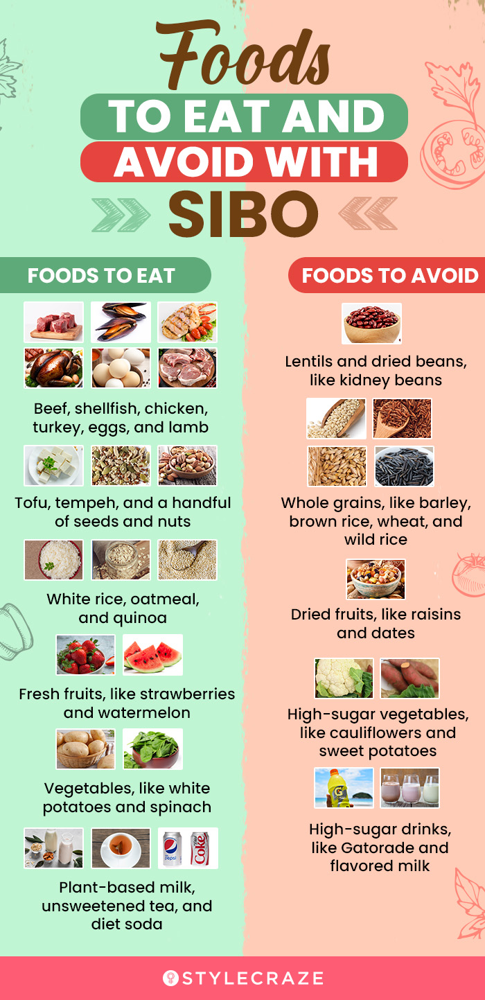 Foods
TO EAT AND
AVOID WITH
SIBO
FOODS TO EAT
Beef, shellfish, chicken,
turkey, eggs, and lamb
Tofu, tempeh, and a handful
of seeds and nuts
White rice, oatmeal,
and quinoa
Fresh fruits, like strawberries
and watermelon
Vegetables, like white
potatoes and spinach
pepsi
Diet
Coke
Plant-based milk,
unsweetened tea, and
diet soda
FOODS TO AVOID
Lentils and dried beans,
like kidney beans
Whole grains, like barley,
brown rice, wheat, and
wild rice
Dried fruits, like raisins
and dates
High-sugar vegetables,
like cauliflowers and
sweet potatoes
G
High-sugar drinks,
like Gatorade and
flavored milk
STYLECRAZE